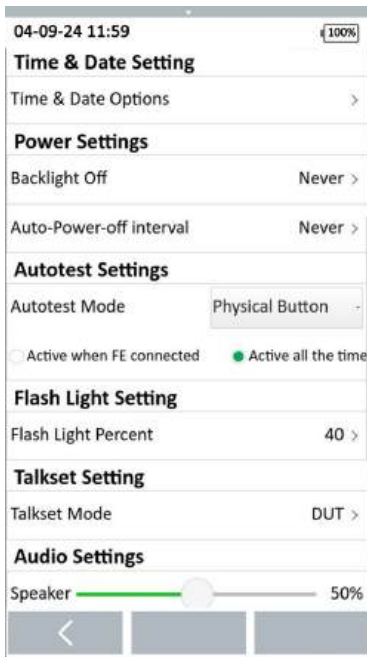 04-09-24 11:59 100%
Time & Date Setting
Time & Date Options >
Power Settings
Backlight Off Never >
Auto-Power-off interval Never >
Autotest Settings
Autotest Mode Physical Button
Active when FE connected Active all the time
Flash Light Setting
Flash Light Percent 40 >
Talkset Setting
Talkset Mode DUT >
Audio Settings
Speaker 50%